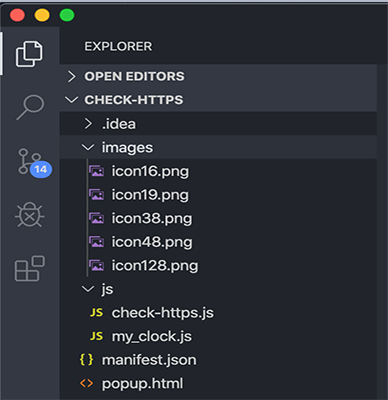 EXPLORER
OPEN EDITORS
CHECK-HTTPS
.idea
images
icon16.png
icon19.png
icon38.png
14
icon48.png
icon128.png
js
JS check-https.js
JS my_clock.js
{} manifest.json
<> popup.html